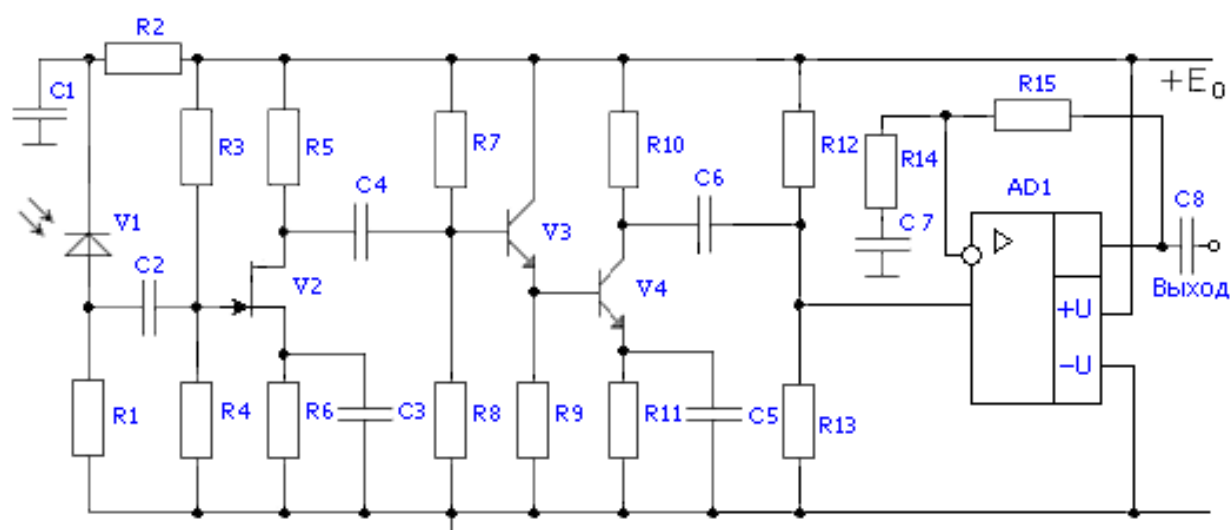 R2
C1
+E₀
R15
R3
R5
R7
R10
R12
R14
AD1
C4
C6
C7
C8
V1
V3
C2
V2
V4
Выход
+U
-U
R1
R4
R6
C3
R8
R9
R11
C5
R13